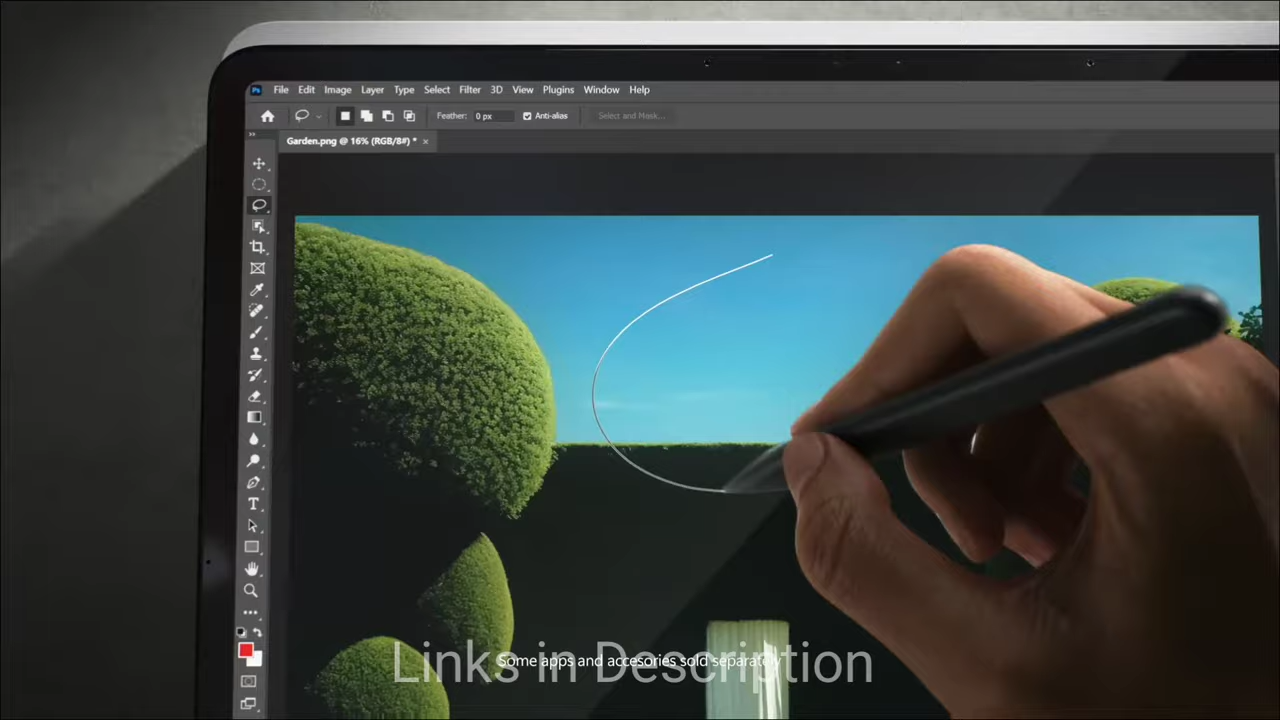 Ps File Edit Image Layer Type Select Filter 3D View Plugins Window Help
Feather: 0 px Anti-alias Select and Mask...
Garden.png @ 16% (RGB/8#) * ×
T
Links in Description
Some apps and accesories sold separately